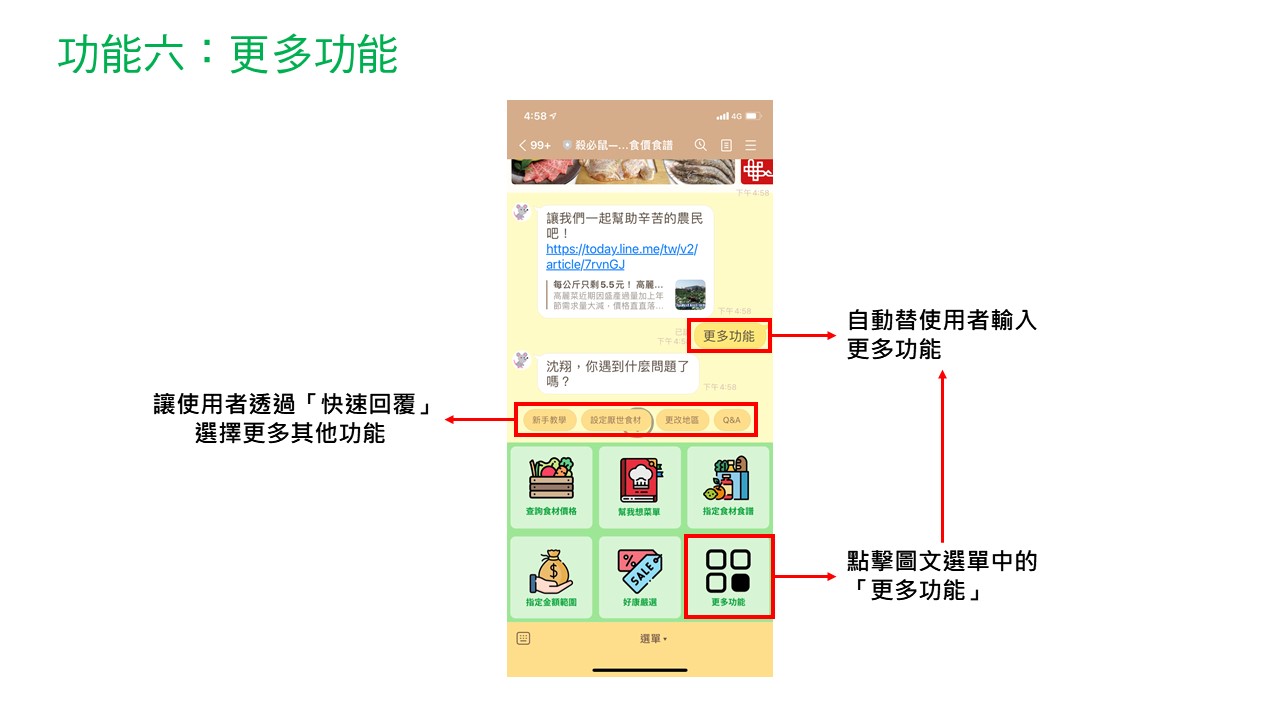 功能六：更多功能
4:58
4G
99+
殺必鼠一...食價食譜
下午4:58
讓我們一起幫助辛苦的農民
吧！
https://today.line.me/tw/v2/
article/7rvnGJ
每公斤只剩 5.5 元！ 高麗...
高麗菜近期因盛產過量加上年
節需求量大減，價格直直落...
下午4:58
更多功能
自動替使用者輸入
更多功能
沈翔，你遇到什麼問題了
嗎？
下午4:58
讓使用者透過「快速回覆」
選擇更多其他功能
新手教學
設定厭世食材
更改地區
Q&A
查詢食材價格
幫我想菜單
指定食材食譜
$
%
SALE
指定金額範圍
好康嚴選
更多功能
點擊圖文選單中的
「更多功能」
選單